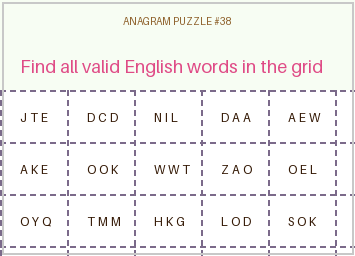 ANAGRAM PUZZLE #38
Find all valid English words in the grid
JTE DCD NIL DAA AEW
AKE OOK WWT ZAO OEL
OYQ TMM HKG LOD SOK